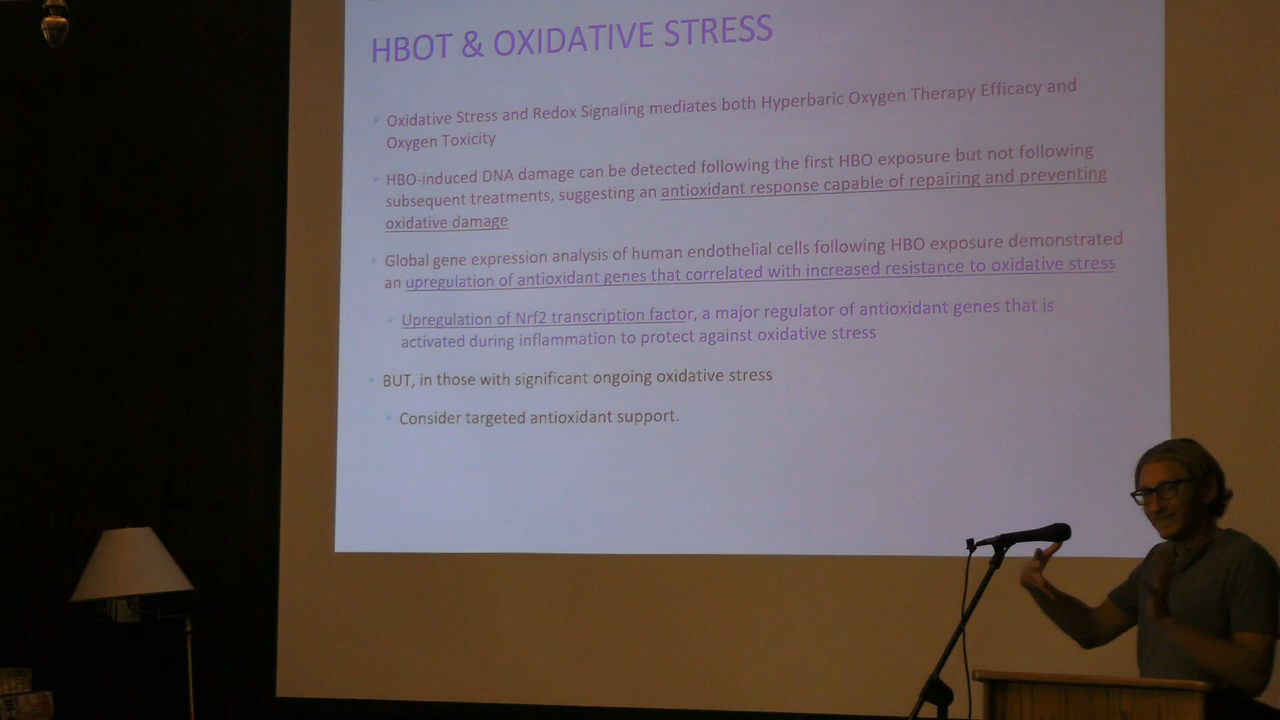 HBOT & OXIDATIVE STRESS
Oxidative Stress and Redox Signaling mediates both Hyperbaric Oxygen Therapy Efficacy and
Oxygen Toxicity
HBO-induced DNA damage can be detected following the first HBO exposure but not following
subsequent treatments, suggesting an antioxidant response capable of repairing and preventing
oxidative damage
Global gene expression analysis of human endothelial cells following HBO exposure demonstrated
an upregulation of antioxidant genes that correlated with increased resistance to oxidative stress
Upregulation of Nrf2 transcription factor, a major regulator of antioxidant genes that is
activated during inflammation to protect against oxidative stress
BUT, in those with significant ongoing oxidative stress
Consider targeted antioxidant support.